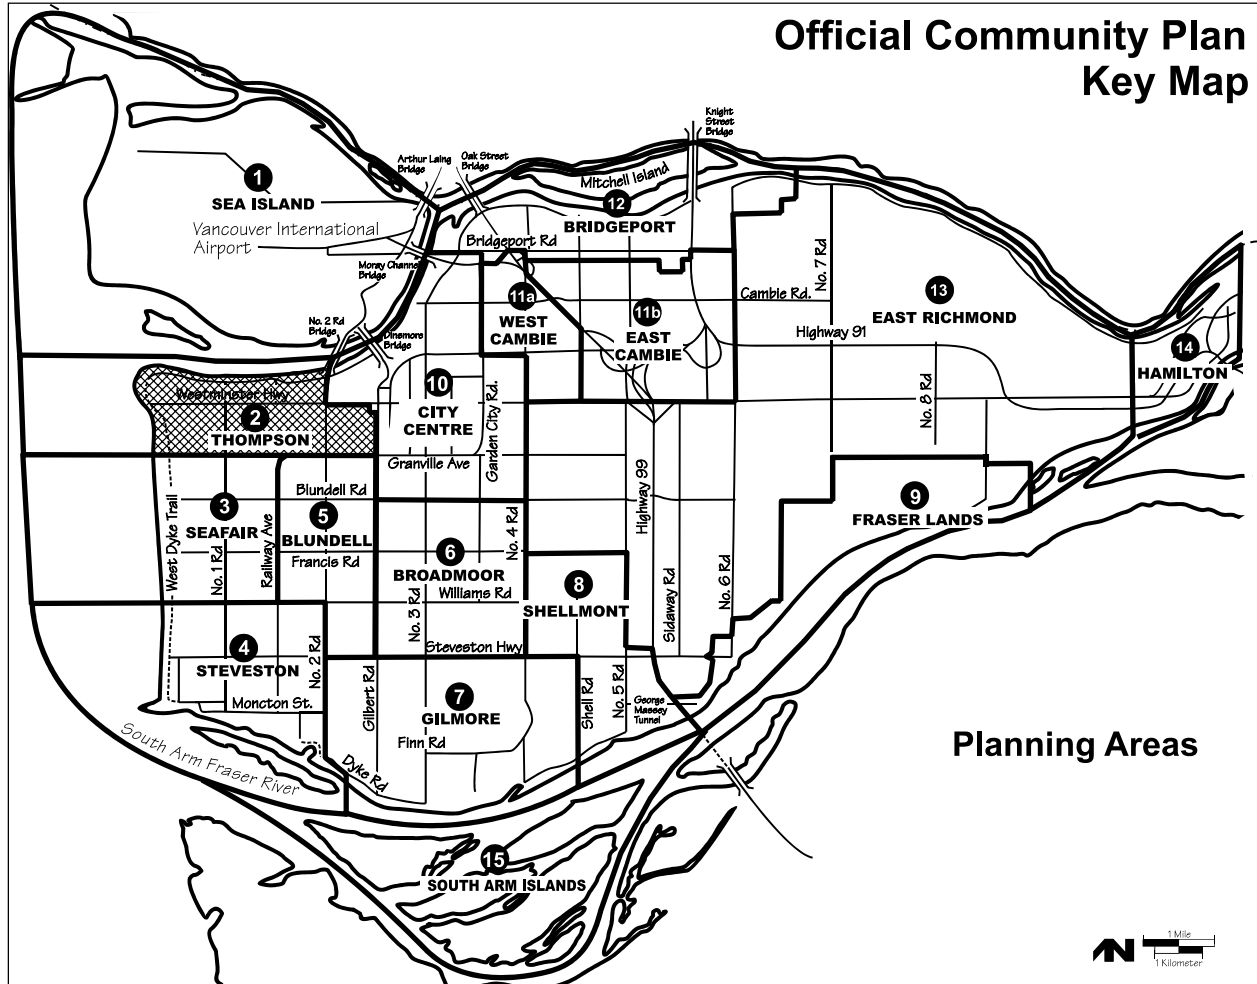 Official Community Plan
Key Map
Knight
Street
Bridge
Arthur Laing
Bridge
Oak Street
Bridge
Mitchell Island
1
SEA ISLAND
12
BRIDGEPORT
Vancouver International
Airport
Bridgeport Rd
Moray Channel
Bridge
No. 7 Rd
11a
WEST
CAMBIE
11b
EAST
CAMBIE
Cambie Rd.
13
EAST RICHMOND
Highway 91
No. 2 Rd
Bridge
Dinsmore
Bridge
14
HAMILTON
10
CITY
CENTRE
Westminster Hwy
2
THOMPSON
Garden City Rd.
No. 8 Rd
Granville Ave
Blundell Rd
Highway 99
9
FRASER LANDS
3
SEAFAIR
5
BLUNDELL
West Dyke Trail
No. 1 Rd
Railway Ave
Francis Rd
No. 4 Rd
6
BROADMOOR
Williams Rd
8
SHELLMONT
No. 3 Rd
Sidaway Rd
No. 6 Rd
Steveston Hwy
4
STEVESTON
No. 2 Rd
Moncton St.
Gilbert Rd
7
GILMORE
Shell Rd
No. 5 Rd
George
Massey
Tunnel
Finn Rd
Dyke Rd
South Arm Fraser River
Planning Areas
15
SOUTH ARM ISLANDS
N
1 Mile
1 Kilometer